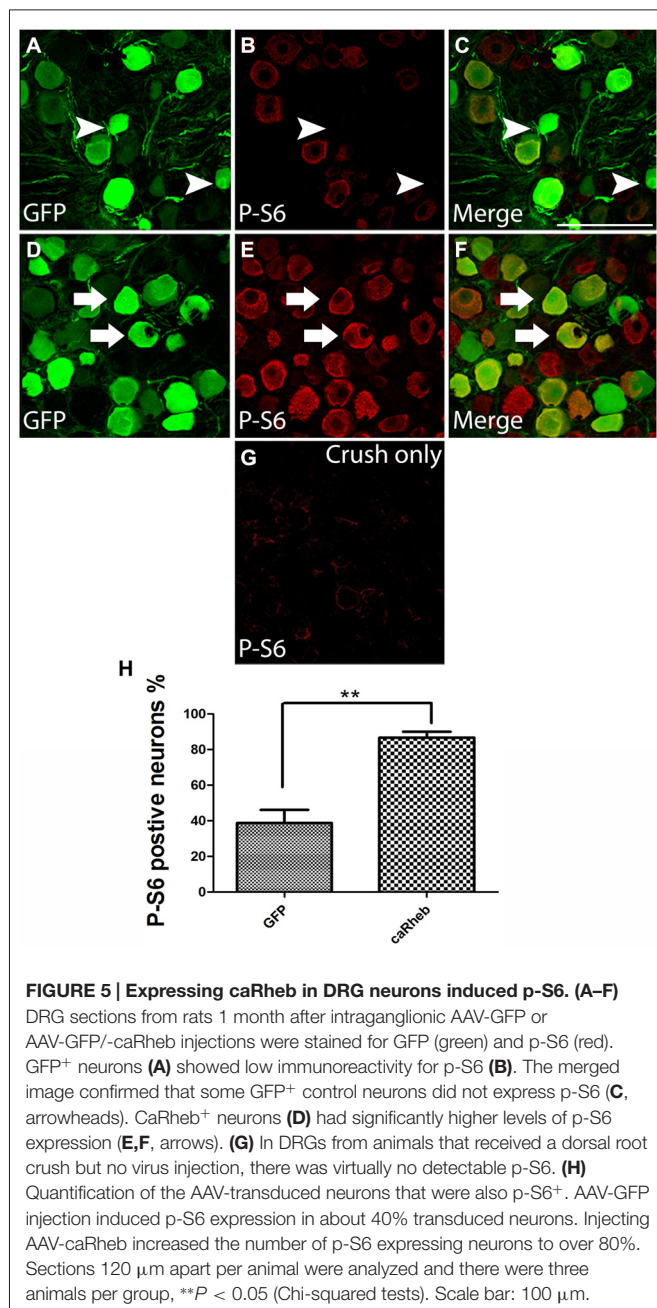 A
B
C
GFP
P-S6
Merge
D
E
F
GFP
P-S6
Merge
G
Crush only
P-S6
H
P-S6 postive neurons %
**
100
80
60
40
20
0
GFP
caRheb
FIGURE 5 | Expressing caRheb in DRG neurons induced p-S6. (A–F)
DRG sections from rats 1 month after intraganglionic AAV-GFP or
AAV-GFP/-caRheb injections were stained for GFP (green) and p-S6 (red).
GFP⁺ neurons (A) showed low immunoreactivity for p-S6 (B). The merged
image confirmed that some GFP⁺ control neurons did not express p-S6 (C,
arrowheads). CaRheb⁺ neurons (D) had significantly higher levels of p-S6
expression (E,F, arrows). (G) In DRGs from animals that received a dorsal root
crush but no virus injection, there was virtually no detectable p-S6. (H)
Quantification of the AAV-transduced neurons that were also p-S6⁺. AAV-GFP
injection induced p-S6 expression in about 40% transduced neurons. Injecting
AAV-caRheb increased the number of p-S6 expressing neurons to over 80%.
Sections 120 μm apart per animal were analyzed and there were three
animals per group, **P < 0.05 (Chi-squared tests). Scale bar: 100 μm.